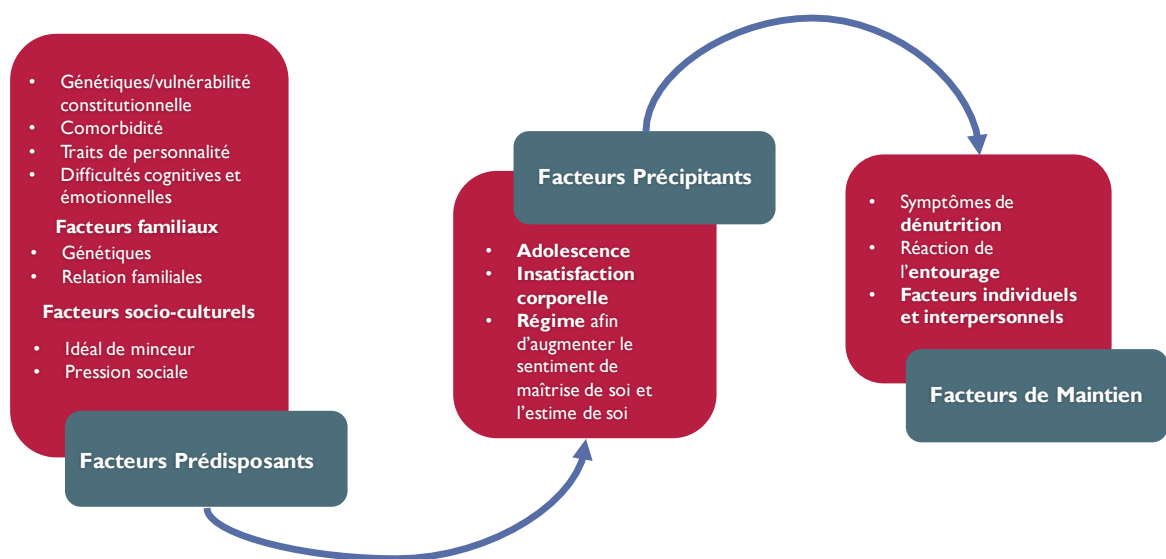 • Génétiques/vulnérabilité
constitutionnelle
• Comorbidité
• Traits de personnalité
• Difficultés cognitives et
émotionnelles
Facteurs familiaux
• Génétiques
• Relation familiales
Facteurs socio-culturels
• Idéal de minceur
• Pression sociale
Facteurs Prédisposants
Facteurs Précipitants
• Adolescence
• Insatisfaction
corporelle
• Régime afin
d'augmenter le
sentiment de
maîtrise de soi et
l'estime de soi
• Symptômes de
dénutrition
• Réaction de
l'entourage
• Facteurs individuels
et interpersonnels
Facteurs de Maintien